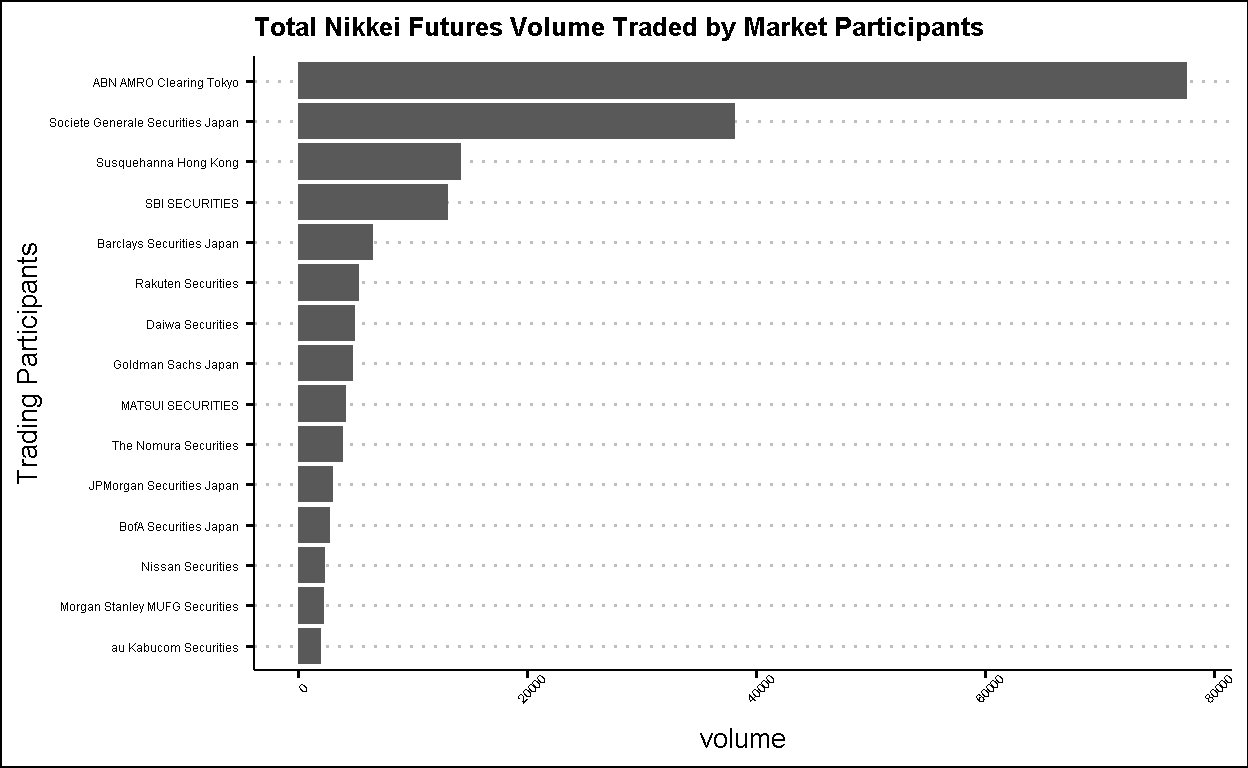 Total Nikkei Futures Volume Traded by Market Participants
Trading Participants
ABN AMRO Clearing Tokyo
Societe Generale Securities Japan
Susquehanna Hong Kong
SBI SECURITIES
Barclays Securities Japan
Rakuten Securities
Daiwa Securities
Goldman Sachs Japan
MATSUI SECURITIES
The Nomura Securities
JPMorgan Securities Japan
BofA Securities Japan
Nissan Securities
Morgan Stanley MUFG Securities
au Kabucom Securities
0 20000 40000 60000 80000
volume